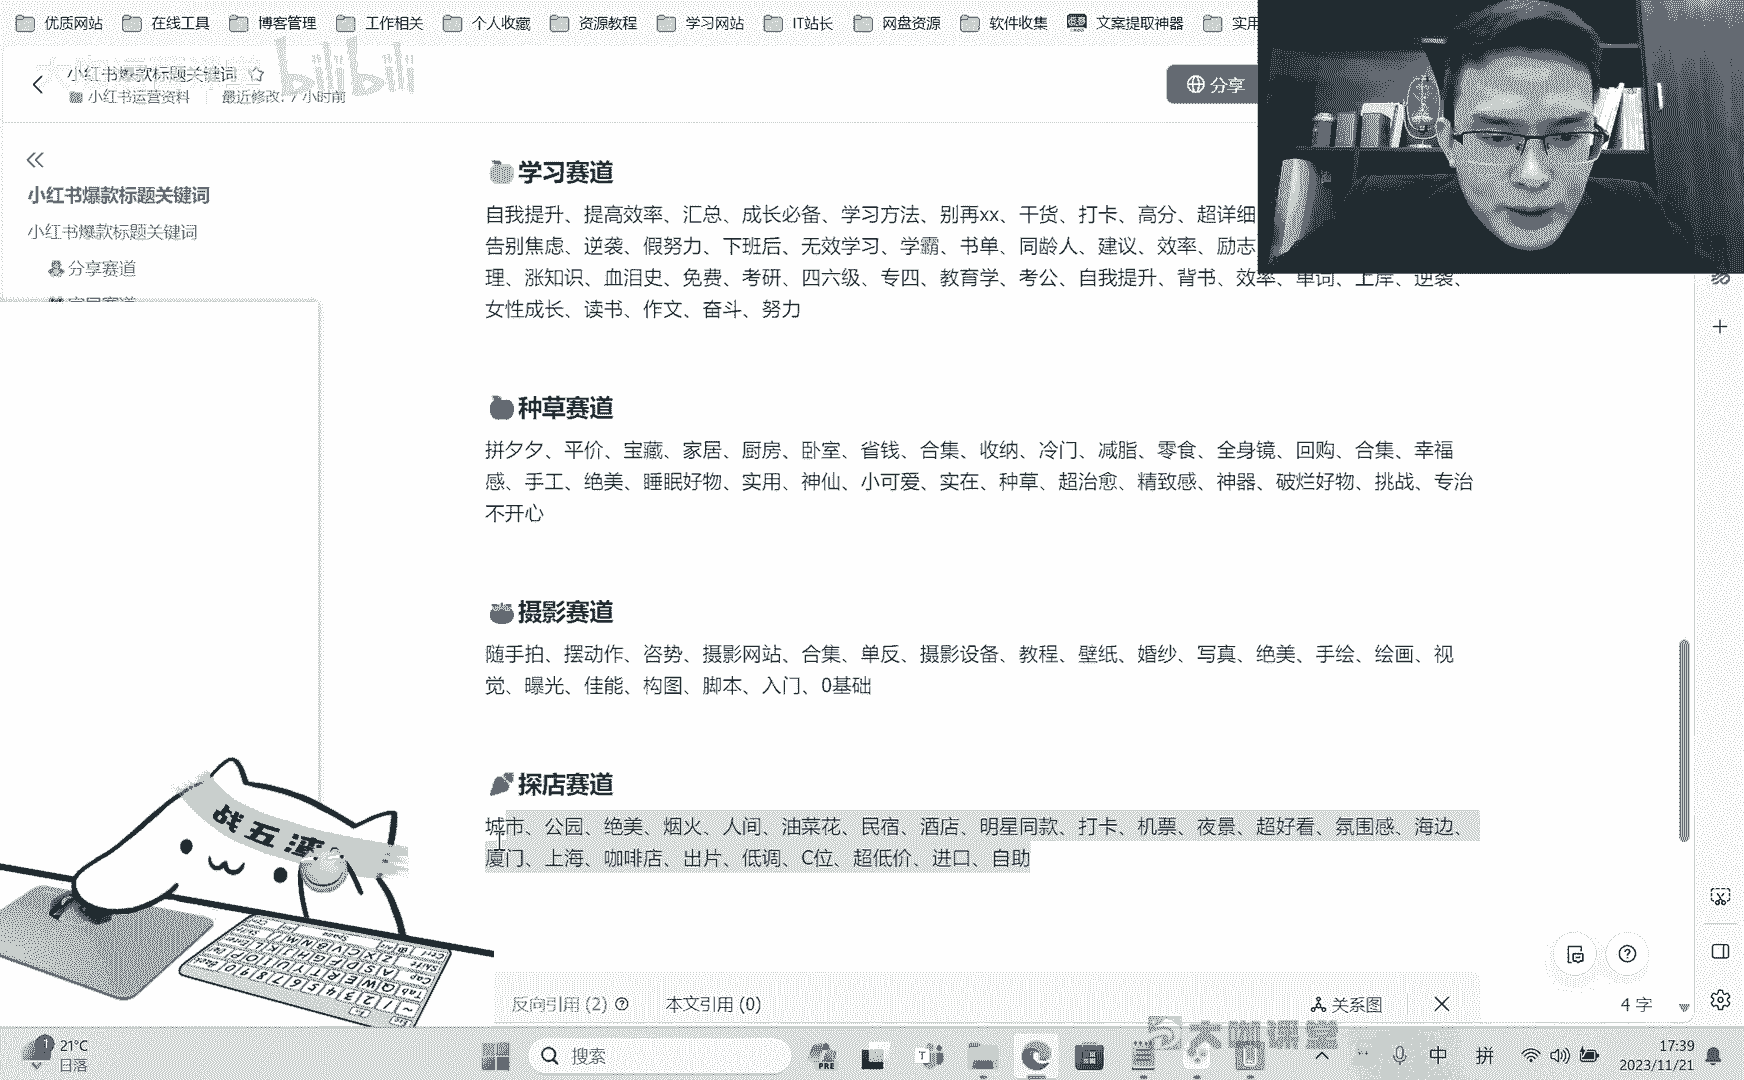 优质网站 在线工具 博客管理 工作相关 个人收藏 资源教程 学习网站 IT站长 网盘资源 软件收集 文案提取神器 实用
小红书爆款标题关键词
bilibili
小红书运营资料 最近修改: 7 小时前
分享
小红书爆款标题关键词
小红书爆款标题关键词
分享赛道
学习赛道
自我提升、提高效率、汇总、成长必备、学习方法、别再xx、干货、打卡、高分、超详细
告别焦虑、逆袭、假努力、下班后、无效学习、学霸、书单、同龄人、建议、效率、励志
理、涨知识、血泪史、免费、考研、四六级、专四、教育学、考公、自我提升、背书、效率、单词、上岸、逆袭、
女性成长、读书、作文、奋斗、努力
种草赛道
拼夕夕、平价、宝藏、家居、厨房、卧室、省钱、合集、收纳、冷门、减脂、零食、全身镜、回购、合集、幸福
感、手工、绝美、睡眠好物、实用、神仙、小可爱、实在、种草、超治愈、精致感、神器、破烂好物、挑战、专治
不开心
摄影赛道
随手拍、摆动作、咨势、摄影网站、合集、单反、摄影设备、教程、壁纸、婚纱、写真、绝美、手绘、绘画、视
觉、曝光、佳能、构图、脚本、入门、0基础
探店赛道
城市、公园、绝美、烟火、人间、油菜花、民宿、酒店、明星同款、打卡、机票、夜景、超好看、氛围感、海边、
厦门、上海、咖啡店、出片、低调、C位、超低价、进口、自助
战五渣
反向引用 (2) 本文引用 (0) 关系图 4 字
大咖课堂
1 21°C
日落
搜索
PRE
中 拼
17:39
2023/11/21